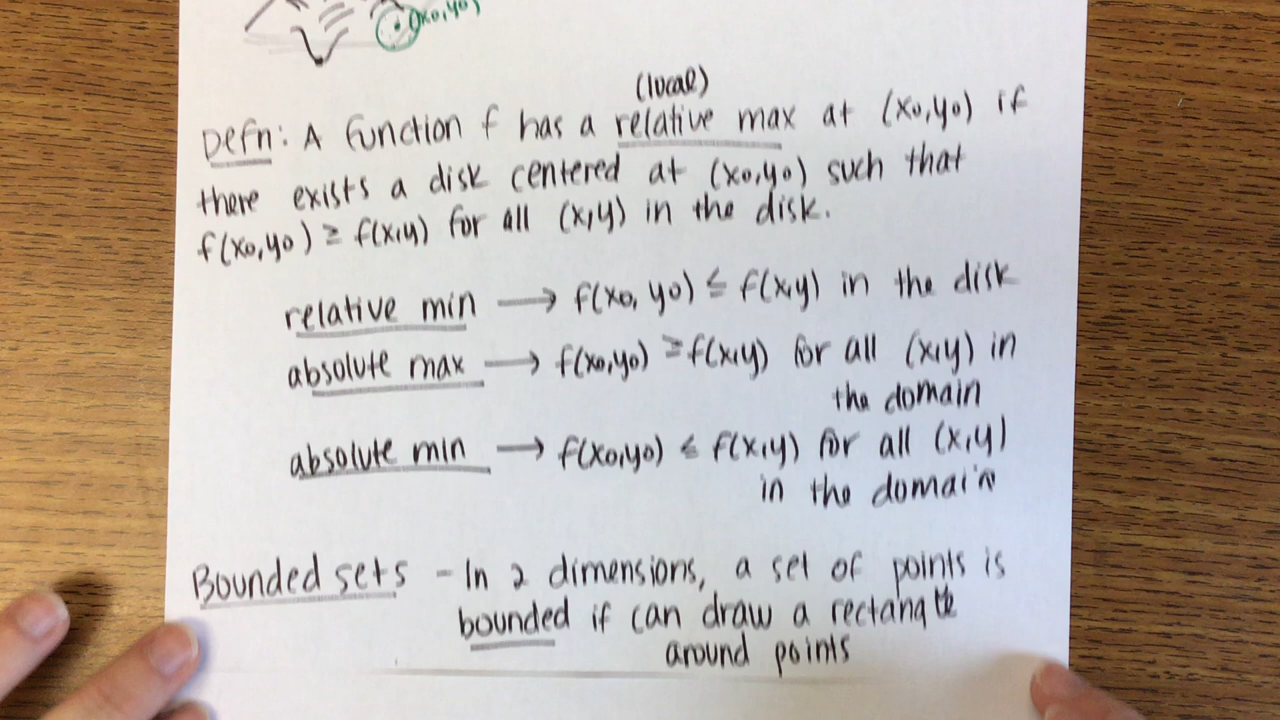 (x0,y0)
(local)
Defn: A function f has a relative max at (x0,y0) if
there exists a disk centered at (x0,y0) such that
f(x0,y0) ≥ f(x,y) for all (x,y) in the disk.
relative min → f(x0, y0) ≤ f(x,y) in the disk
absolute max → f(x0,y0) ≥ f(x,y) for all (x,y) in
the domain
absolute min → f(x0,y0) ≤ f(x,y) for all (x,y)
in the domain
Bounded sets - In 2 dimensions, a set of points is
bounded if can draw a rectangle
around points